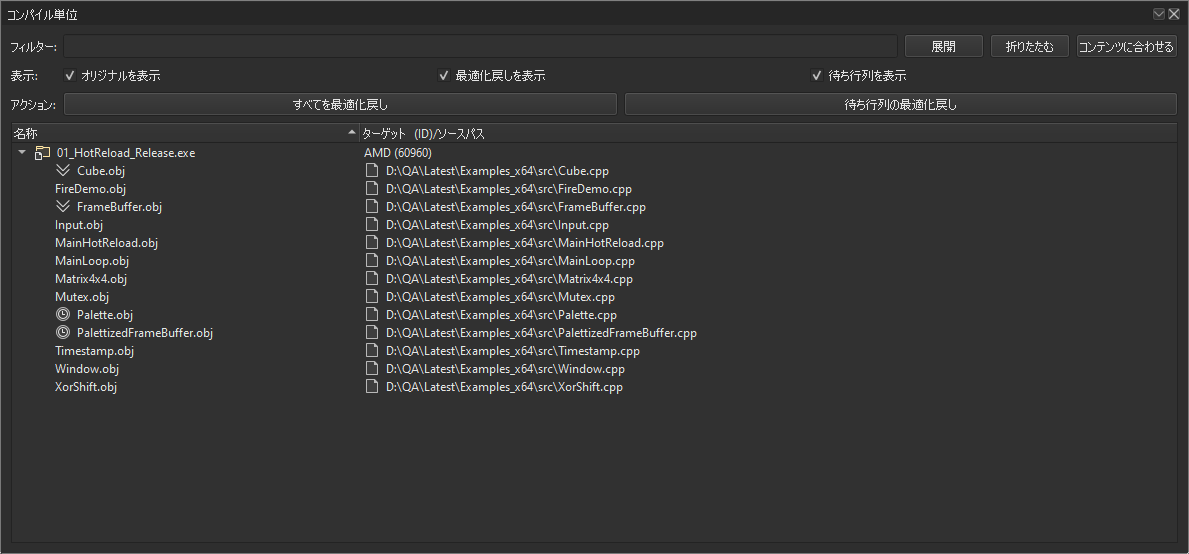 コンパイル単位
フィルター: 展開 折りたたむ コンテンツに合わせる
表示: オリジナルを表示 最適化戻しを表示 待ち行列を表示
アクション: すべてを最適化戻し 待ち行列の最適化戻し
名称 ターゲット (ID)/ソースパス
01_HotReload_Release.exe AMD (60960)
Cube.obj D:\QA\Latest\Examples_x64\src\Cube.cpp
FireDemo.obj D:\QA\Latest\Examples_x64\src\FireDemo.cpp
FrameBuffer.obj D:\QA\Latest\Examples_x64\src\FrameBuffer.cpp
Input.obj D:\QA\Latest\Examples_x64\src\Input.cpp
MainHotReload.obj D:\QA\Latest\Examples_x64\src\MainHotReload.cpp
MainLoop.obj D:\QA\Latest\Examples_x64\src\MainLoop.cpp
Matrix4x4.obj D:\QA\Latest\Examples_x64\src\Matrix4x4.cpp
Mutex.obj D:\QA\Latest\Examples_x64\src\Mutex.cpp
Palette.obj D:\QA\Latest\Examples_x64\src\Palette.cpp
PalettizedFrameBuffer.obj D:\QA\Latest\Examples_x64\src\PalettizedFrameBuffer.cpp
Timestamp.obj D:\QA\Latest\Examples_x64\src\Timestamp.cpp
Window.obj D:\QA\Latest\Examples_x64\src\Window.cpp
XorShift.obj D:\QA\Latest\Examples_x64\src\XorShift.cpp